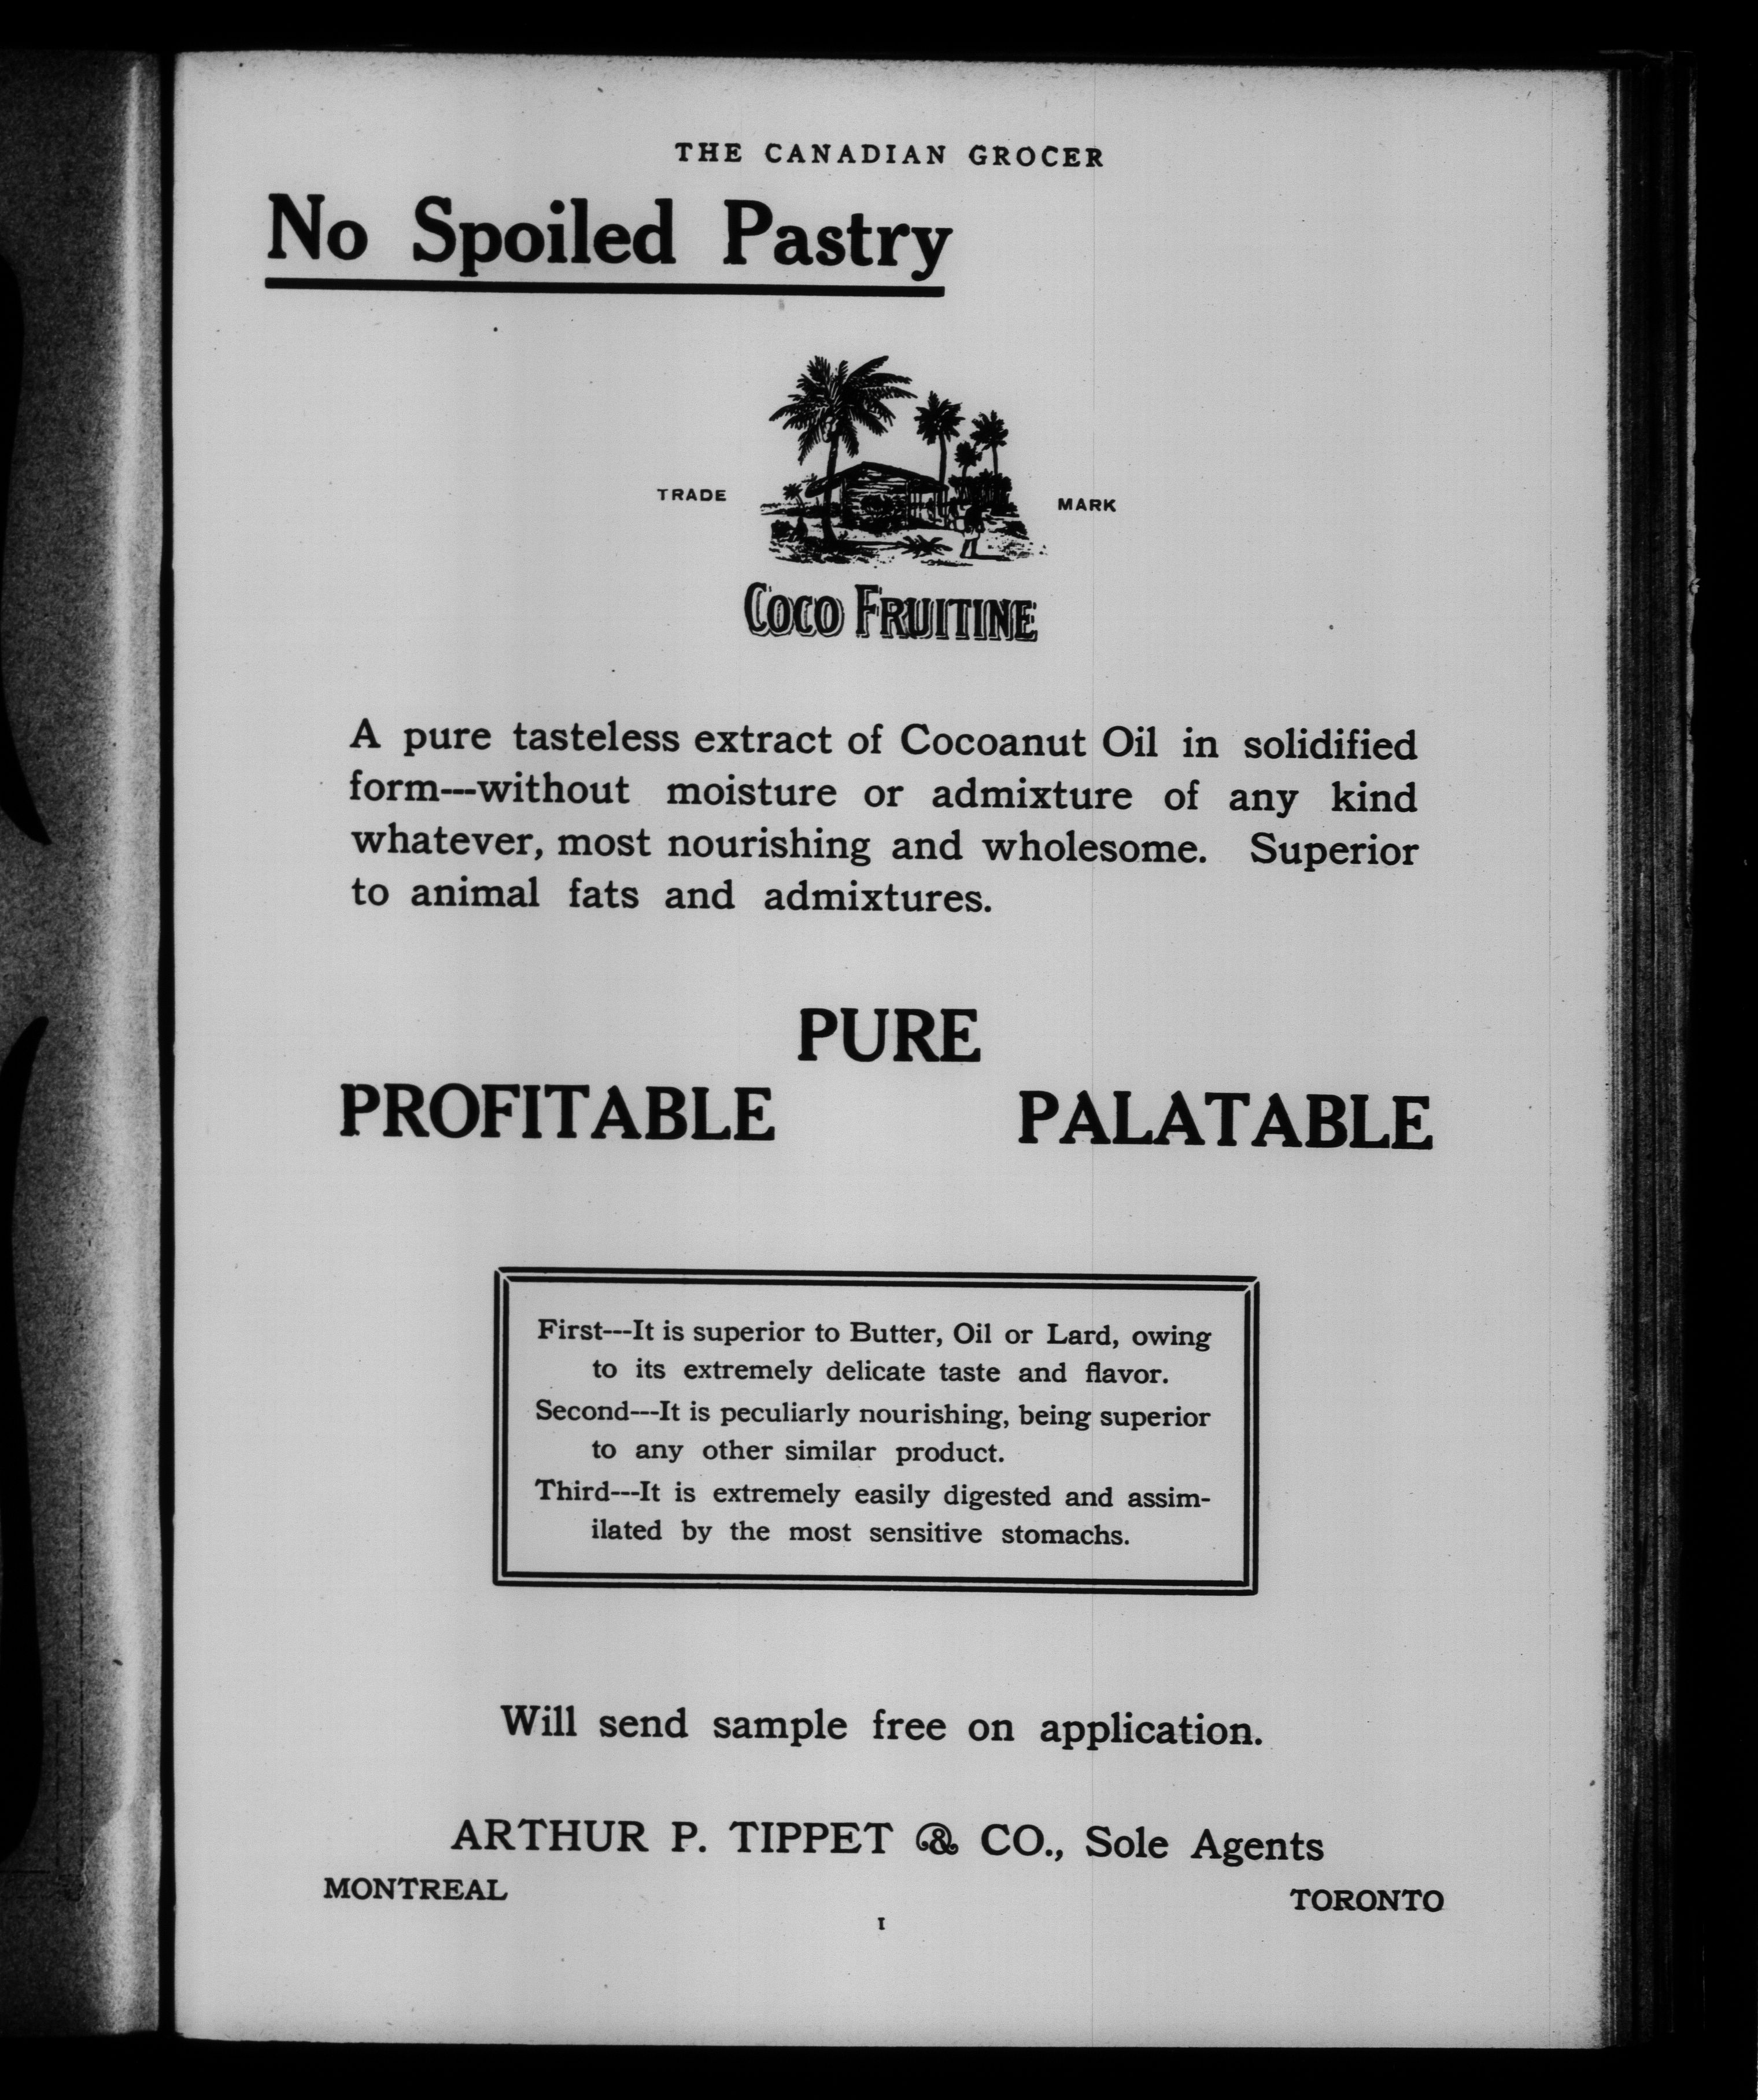 THE CANADIAN GROCER
No Spoiled Pastry
TRADE
MARK
COCO FRUITINE
A pure tasteless extract of Cocoanut Oil in solidified
form---without moisture or admixture of any kind
whatever, most nourishing and wholesome. Superior
to animal fats and admixtures.
PURE
PROFITABLE PALATABLE
First---It is superior to Butter, Oil or Lard, owing
to its extremely delicate taste and flavor.
Second---It is peculiarly nourishing, being superior
to any other similar product.
Third---It is extremely easily digested and assim-
ilated by the most sensitive stomachs.
Will send sample free on application.
ARTHUR P. TIPPET & CO., Sole Agents
MONTREAL TORONTO
1